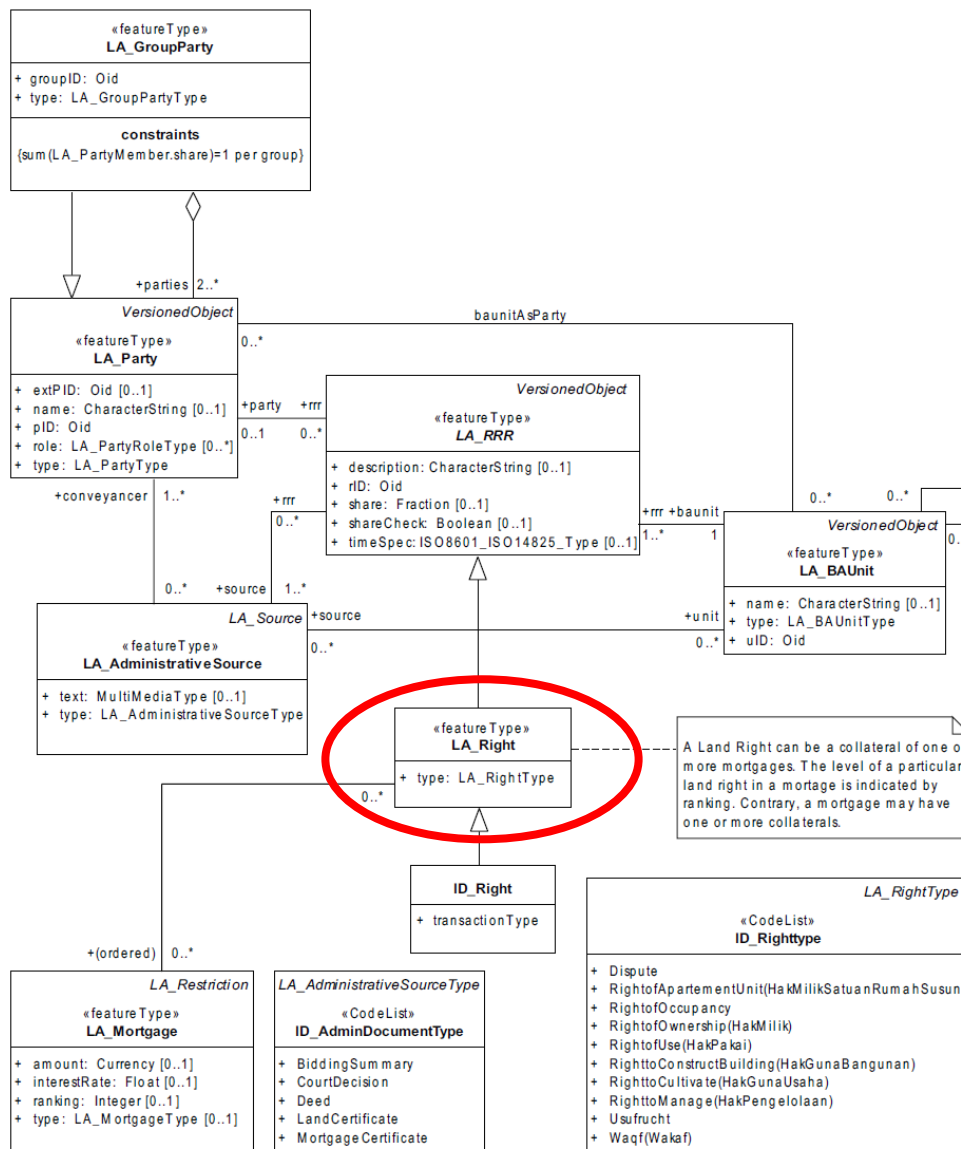 «featureType»
LA_GroupParty
+ groupID: Oid
+ type: LA_GroupPartyType
constraints
{sum(LA_PartyMember.share)=1 per group}
+parties 2..*
VersionedObject
«featureType»
LA_Party
+ extPID: Oid [0..1]
+ name: CharacterString [0..1]
+ pID: Oid
+ role: LA_PartyRoleType [0..*]
+ type: LA_PartyType
baunitAsParty
0..*
0..*
+party +rrr
0..1 0..*
VersionedObject
«featureType»
LA_RRR
+ description: CharacterString [0..1]
+ rID: Oid
+ share: Fraction [0..1]
+ shareCheck: Boolean [0..1]
+ timeSpec:ISO8601_ISO14825_Type [0..1]
+conveyancer 1..*
0..*
+rrr
0..*
+source 1..*
+rrr +baunit
1..* 1
0..*
0..
VersionedObject
«featureType»
LA_BAUnit
+ name: CharacterString [0..1]
+ type: LA_BAUnitType
+ uID: Oid
LA_Source
«featureType»
LA_AdministrativeSource
+ text: MultiMediaType [0..1]
+ type: LA_AdministrativeSourceType
+source
0..*
+unit
0..*
«featureType»
LA_Right
+ type: LA_RightType
0..*
A Land Right can be a collateral of one o
more mortgages. The level of a particular
land right in a mortage is indicated by
ranking. Contrary, a mortgage may have
one or more collaterals.
ID_Right
+ transactionType
+(ordered) 0..*
LA_Restriction
«featureType»
LA_Mortgage
+ amount: Currency [0..1]
+ interestRate: Float [0..1]
+ ranking: Integer [0..1]
+ type: LA_MortgageType [0..1]
LA_AdministrativeSourceType
«CodeList»
ID_AdminDocumentType
+ BiddingSummary
+ CourtDecision
+ Deed
+ LandCertificate
+ MortgageCertificate
LA_RightType
«CodeList»
ID_Righttype
+ Dispute
+ RightofApartementUnit(HakMilikSatuanRumahSusun
+ RightofOccupancy
+ RightofOwnership(HakMilik)
+ RightofUse(HakPakai)
+ RighttoConstructBuilding(HakGunaBangunan)
+ RighttoCultivate(HakGunaUsaha)
+ RighttoManage(HakPengelolaan)
+ Usufrucht
+ Waqf(Wakaf)